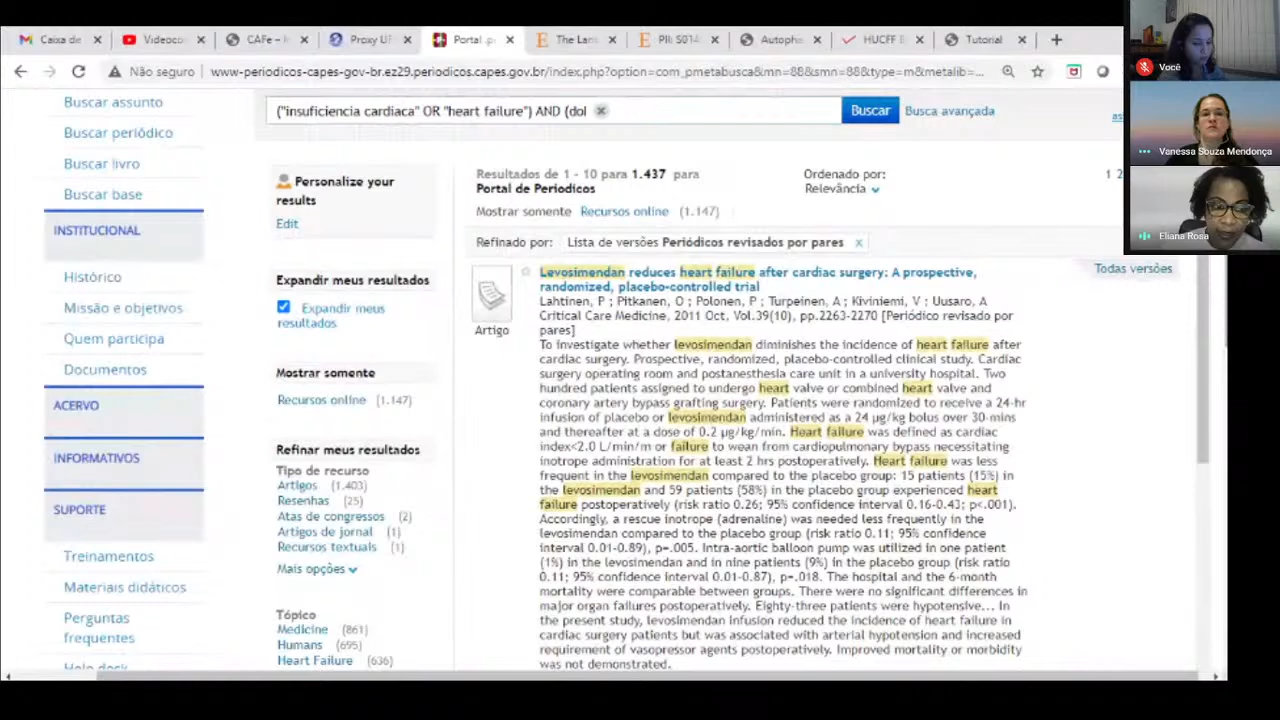 Caixa de
Videocc
CAFe – I
Proxy UF
Portal .p
The Lan
PII: S014
Autopha
HUCFF B
Tutorial
Não seguro | www-periodicos-capes-gov-br.ez29.periodicos.capes.gov.br/index.php?option=com_pmetabusca&mn=88&smn=88&type=m&metalib=...
Você
Vanessa Souza Mendonça
Eliana Rosa
Buscar assunto
Buscar periódico
Buscar livro
Buscar base
INSTITUCIONAL
Histórico
Missão e objetivos
Quem participa
Documentos
ACERVO
INFORMATIVOS
SUPORTE
Treinamentos
Materiais didáticos
Perguntas
frequentes
Help desk
("insuficiencia cardiaca" OR "heart failure") AND (dol
Buscar
Busca avançada
Personalize your
results
Edit
Expandir meus resultados
Expandir meus
resultados
Mostrar somente
Recursos online (1.147)
Refinar meus resultados
Tipo de recurso
Artigos (1.403)
Resenhas (25)
Atas de congressos (2)
Artigos de jornal (1)
Recursos textuais (1)
Mais opções
Tópico
Medicine (861)
Humans (695)
Heart Failure (636)
Resultados de 1 - 10 para 1.437 para
Portal de Periodicos
Ordenado por:
Relevância
1 2
Mostrar somente Recursos online (1.147)
Refinado por: Lista de versões Periódicos revisados por pares x
Artigo
Todas versões
Levosimendan reduces heart failure after cardiac surgery: A prospective,
randomized, placebo-controlled trial
Lahtinen, P ; Pitkanen, O ; Polonen, P ; Turpeinen, A ; Kiviniemi, V ; Uusaro, A
Critical Care Medicine, 2011 Oct, Vol.39(10), pp.2263-2270 [Periódico revisado por
pares]
To investigate whether levosimendan diminishes the incidence of heart failure after
cardiac surgery. Prospective, randomized, placebo-controlled clinical study. Cardiac
surgery operating room and postanesthesia care unit in a university hospital. Two
hundred patients assigned to undergo heart valve or combined heart valve and
coronary artery bypass grafting surgery. Patients were randomized to receive a 24-hr
infusion of placebo or levosimendan administered as a 24 µg/kg bolus over 30-mins
and thereafter at a dose of 0.2 µg/kg/min. Heart failure was defined as cardiac
index<2.0 L/min/m or failure to wean from cardiopulmonary bypass necessitating
inotrope administration for at least 2 hrs postoperatively. Heart failure was less
frequent in the levosimendan compared to the placebo group: 15 patients (15%) in
the levosimendan and 59 patients (58%) in the placebo group experienced heart
failure postoperatively (risk ratio 0.26; 95% confidence interval 0.16-0.43; p<.001).
Accordingly, a rescue inotrope (adrenaline) was needed less frequently in the
levosimendan compared to the placebo group (risk ratio 0.11; 95% confidence
interval 0.01-0.89), p=.005. Intra-aortic balloon pump was utilized in one patient
(1%) in the levosimendan and in nine patients (9%) in the placebo group (risk ratio
0.11; 95% confidence interval 0.01-0.87), p=.018. The hospital and the 6-month
mortality were comparable between groups. There were no significant differences in
major organ failures postoperatively. Eighty-three patients were hypotensive... In
the present study, levosimendan infusion reduced the incidence of heart failure in
cardiac surgery patients but was associated with arterial hypotension and increased
requirement of vasopressor agents postoperatively. Improved mortality or morbidity
was not demonstrated.